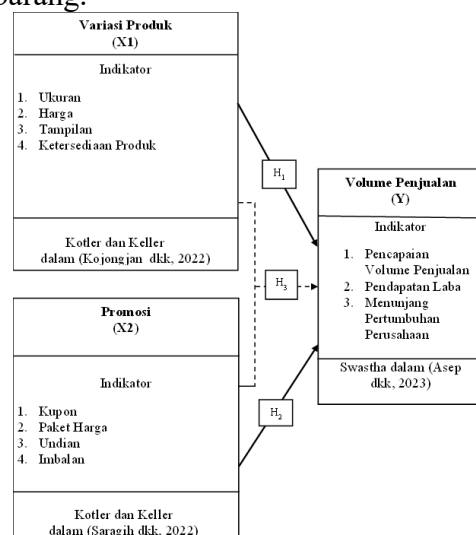 Variasi Produk
(X1)
Indikator
1. Ukuran
2. Harga
3. Tampilan
4. Ketersediaan Produk
Kotler dan Keller
dalam (Kojongjan dkk, 2022)
Promosi
(X2)
Indikator
1. Kupon
2. Paket Harga
3. Undian
4. Imbalan
Kotler dan Keller
dalam (Saragih dkk, 2022)
H1
H3
H2
Volume Penjualan
(Y)
Indikator
1. Pencapaian
Volume Penjualan
2. Pendapatan Laba
3. Menunjang
Pertumbuhan
Perusahaan
Swastha dalam (Asep
dkk, 2023)